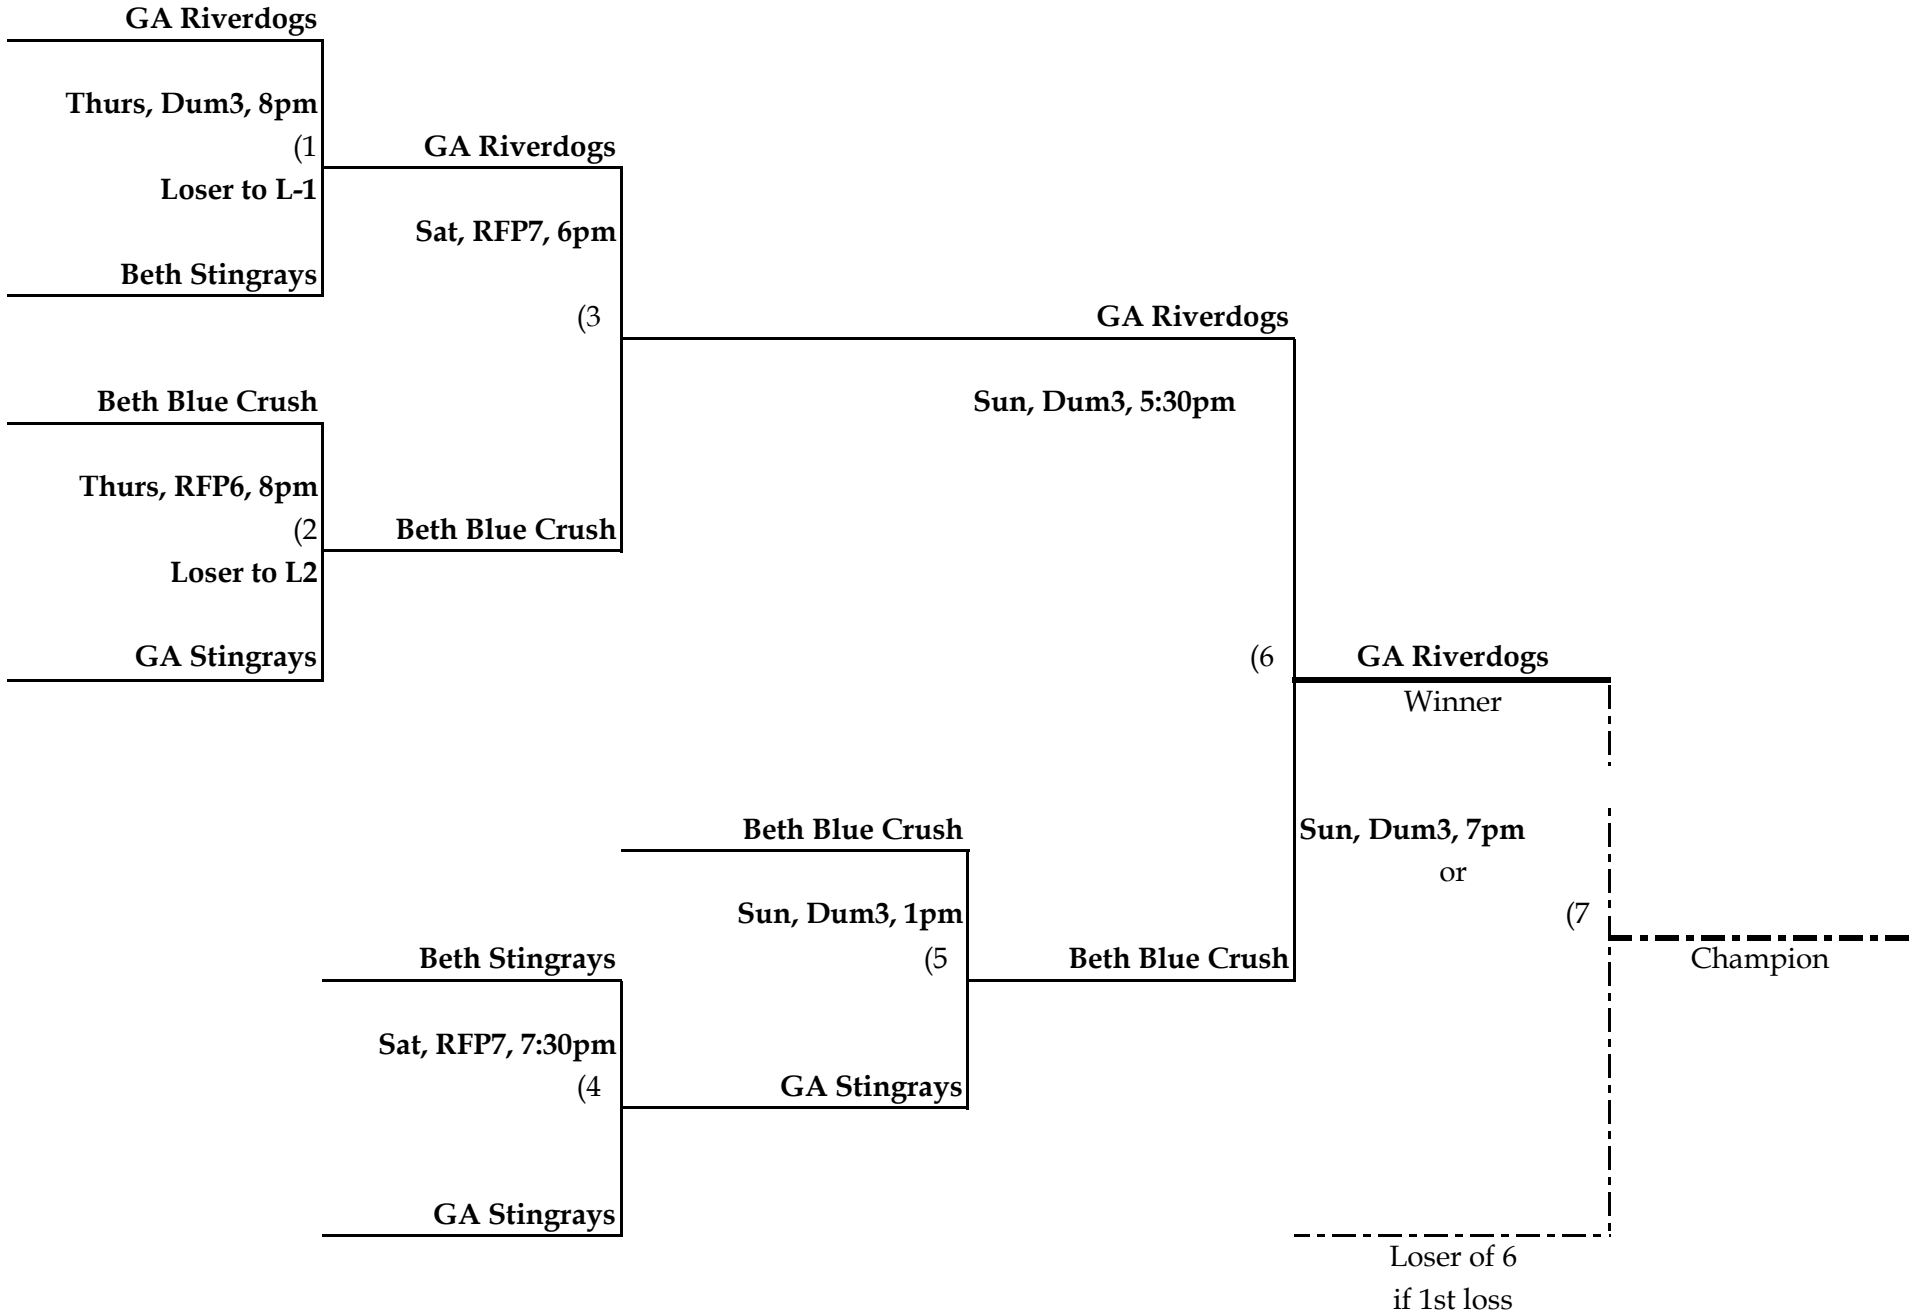 GA Riverdogs
Thurs, Dum3, 8pm
(1
GA Riverdogs
Loser to L-1
Sat, RFP7, 6pm
Beth Stingrays
(3
GA Riverdogs
Beth Blue Crush
Sun, Dum3, 5:30pm
Thurs, RFP6, 8pm
(2
Beth Blue Crush
Loser to L2
GA Stingrays
(6
GA Riverdogs
Winner
Beth Blue Crush
Sun, Dum3, 7pm
or
Sun, Dum3, 1pm
(7
Beth Stingrays
(5
Beth Blue Crush
Champion
Sat, RFP7, 7:30pm
(4
GA Stingrays
GA Stingrays
Loser of 6
if 1st loss